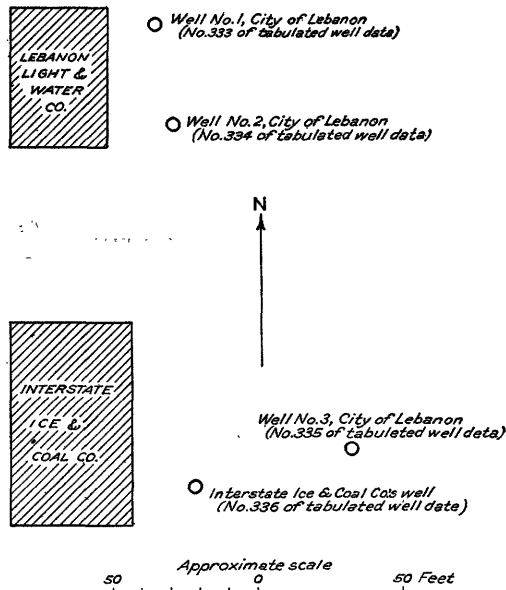 Well No.1, City of Lebanon
(No.333 of tabulated well data)
LEBANON
LIGHT &
WATER
CO.
Well No.2, City of Lebanon
(No.334 of tabulated well data)
N
INTERSTATE
ICE &
COAL CO.
Well No.3, City of Lebanon
(No.335 of tabuleted well deta)
Interstate Ice & Coal Co's well
(No.336 of tabulated well date)
Approximate scale
50 0 50 Feet